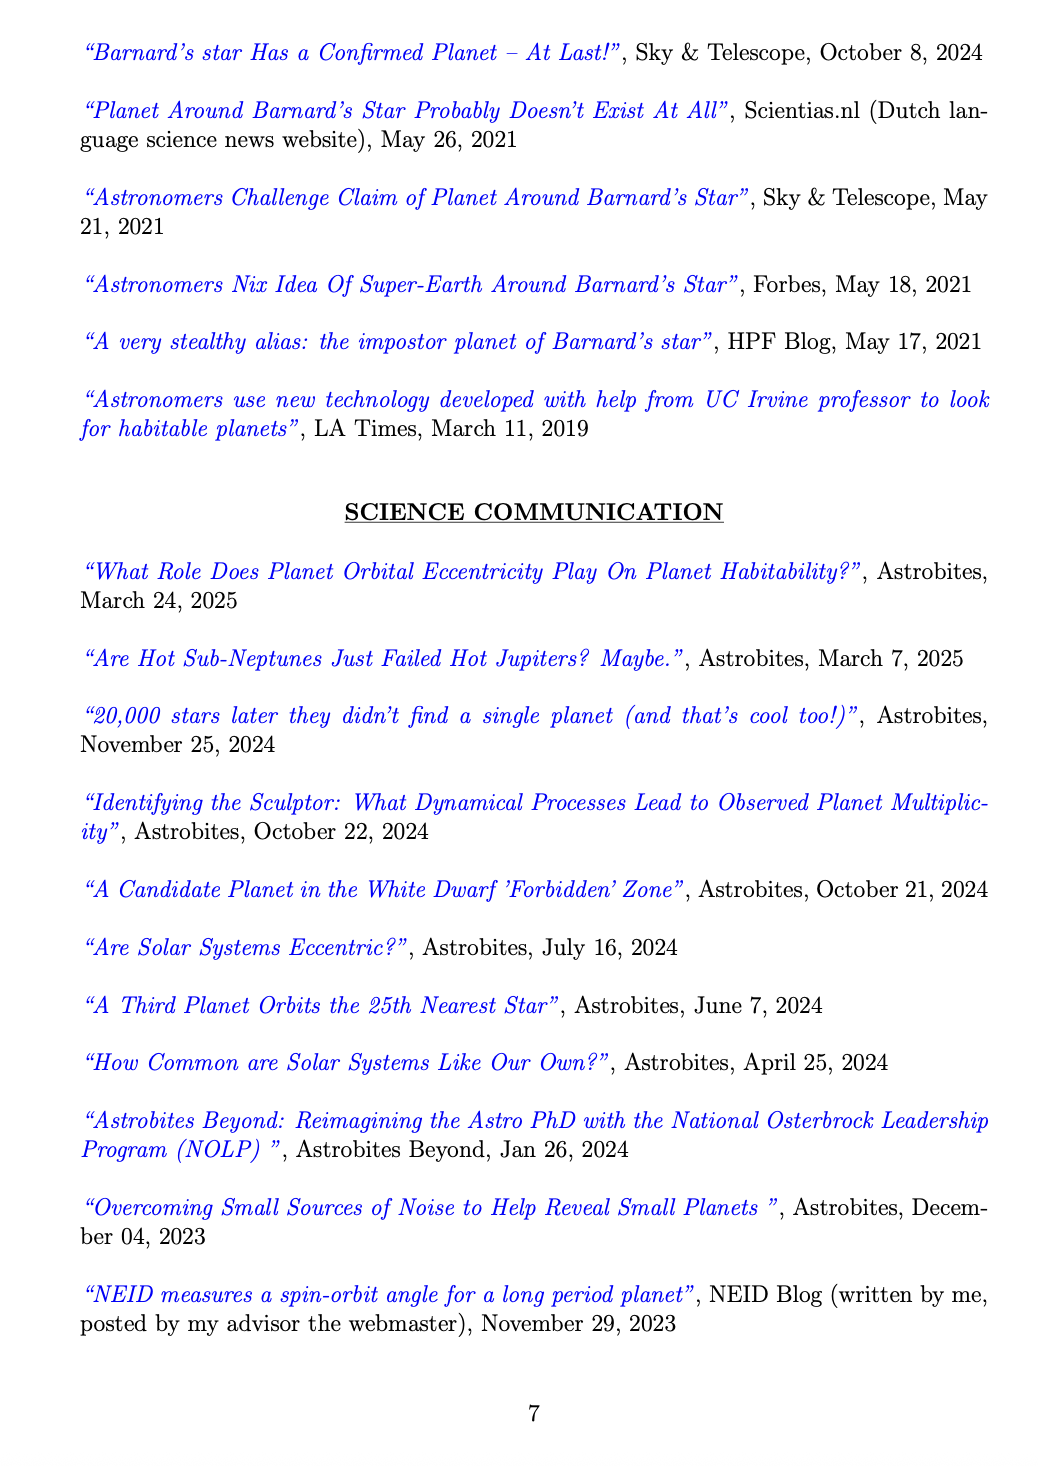 “Barnard’s star Has a Confirmed Planet – At Last!”, Sky & Telescope, October 8, 2024
“Planet Around Barnard’s Star Probably Doesn’t Exist At All”, Scientias.nl (Dutch lan-
guage science news website), May 26, 2021
“Astronomers Challenge Claim of Planet Around Barnard’s Star”, Sky & Telescope, May
21, 2021
“Astronomers Nix Idea Of Super-Earth Around Barnard’s Star”, Forbes, May 18, 2021
“A very stealthy alias: the impostor planet of Barnard’s star”, HPF Blog, May 17, 2021
“Astronomers use new technology developed with help from UC Irvine professor to look
for habitable planets”, LA Times, March 11, 2019
SCIENCE COMMUNICATION
“What Role Does Planet Orbital Eccentricity Play On Planet Habitability?”, Astrobites,
March 24, 2025
“Are Hot Sub-Neptunes Just Failed Hot Jupiters? Maybe.”, Astrobites, March 7, 2025
“20,000 stars later they didn’t find a single planet (and that’s cool too!)”, Astrobites,
November 25, 2024
“Identifying the Sculptor: What Dynamical Processes Lead to Observed Planet Multiplic-
ity”, Astrobites, October 22, 2024
“A Candidate Planet in the White Dwarf ’Forbidden’ Zone”, Astrobites, October 21, 2024
“Are Solar Systems Eccentric?”, Astrobites, July 16, 2024
“A Third Planet Orbits the 25th Nearest Star”, Astrobites, June 7, 2024
“How Common are Solar Systems Like Our Own?”, Astrobites, April 25, 2024
“Astrobites Beyond: Reimagining the Astro PhD with the National Osterbrock Leadership
Program (NOLP) ”, Astrobites Beyond, Jan 26, 2024
“Overcoming Small Sources of Noise to Help Reveal Small Planets ”, Astrobites, Decem-
ber 04, 2023
“NEID measures a spin-orbit angle for a long period planet”, NEID Blog (written by me,
posted by my advisor the webmaster), November 29, 2023
7